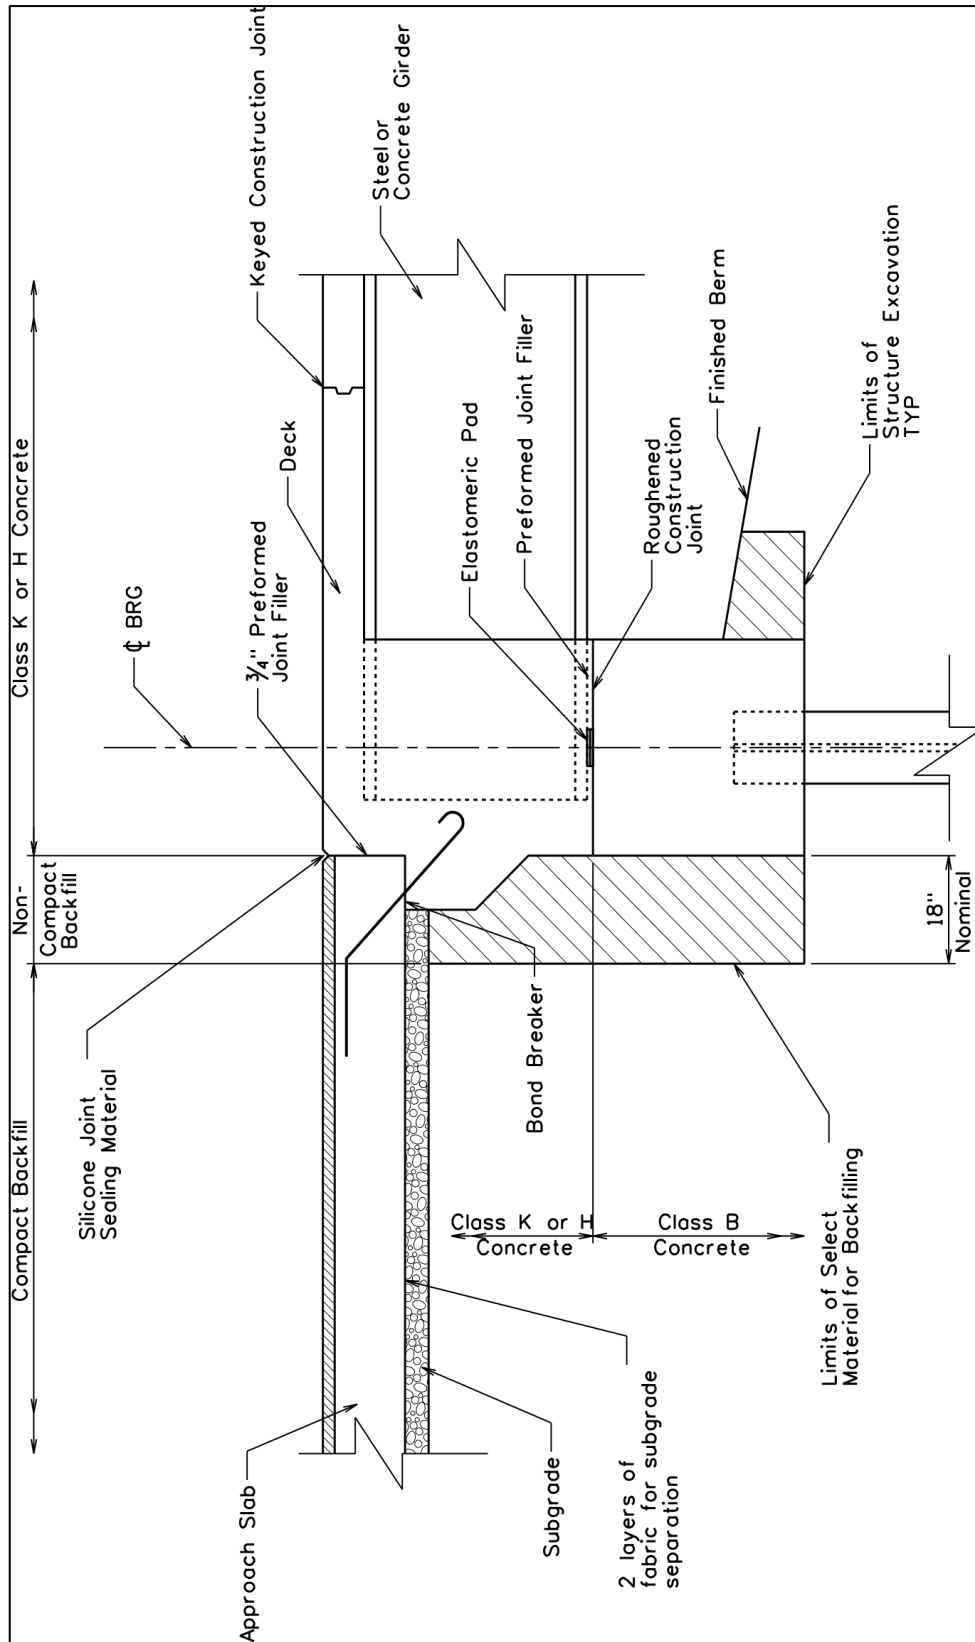 Compact Backfill
Non-
Compact
Backfill
Class K or H Concrete
Silicone Joint
Sealing Material
℄ BRG
3/4" Preformed
Joint Filler
Deck
Keyed Construction Joint
Steel or
Concrete Girder
Approach Slab
Subgrade
2 layers of
fabric for subgrade
separation
Bond Breaker
Class K or H
Concrete
Class B
Concrete
Limits of Select
Material for Backfilling
18"
Nominal
Elastomeric Pad
Preformed Joint Filler
Roughened
Construction
Joint
Finished Berm
Limits of
Structure Excavation
TYP